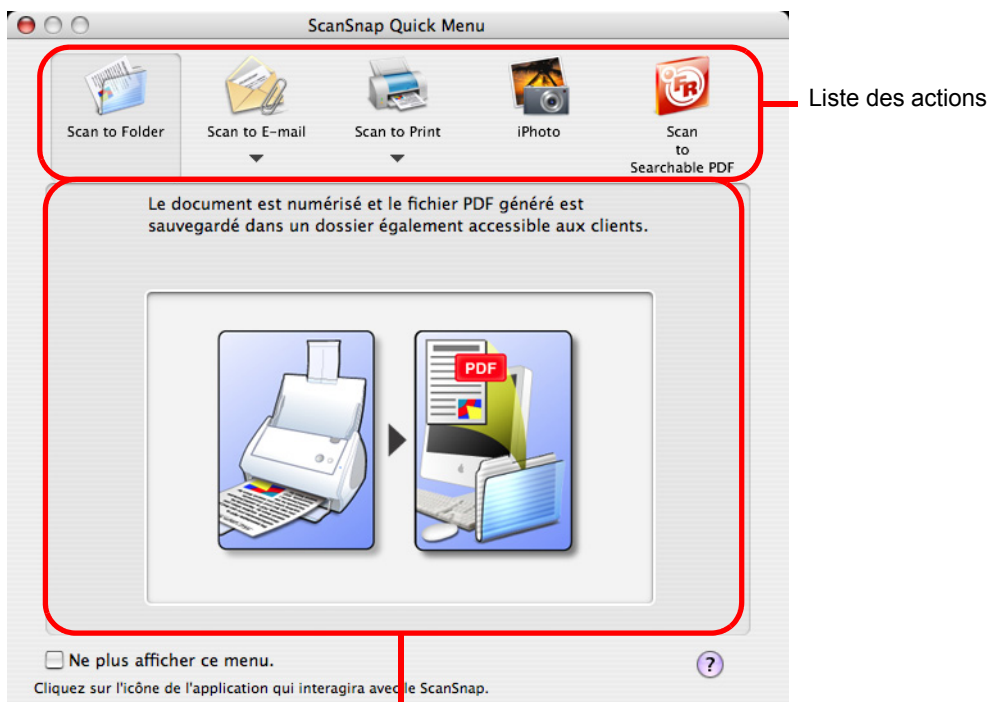 ScanSnap Quick Menu
Scan to Folder
Scan to E-mail
Scan to Print
iPhoto
Scan
to
Searchable PDF
Liste des actions
Le document est numérisé et le fichier PDF généré est
sauvegardé dans un dossier également accessible aux clients.
PDF
Ne plus afficher ce menu.
?
Cliquez sur l'icône de l'application qui interagira avec le ScanSnap.